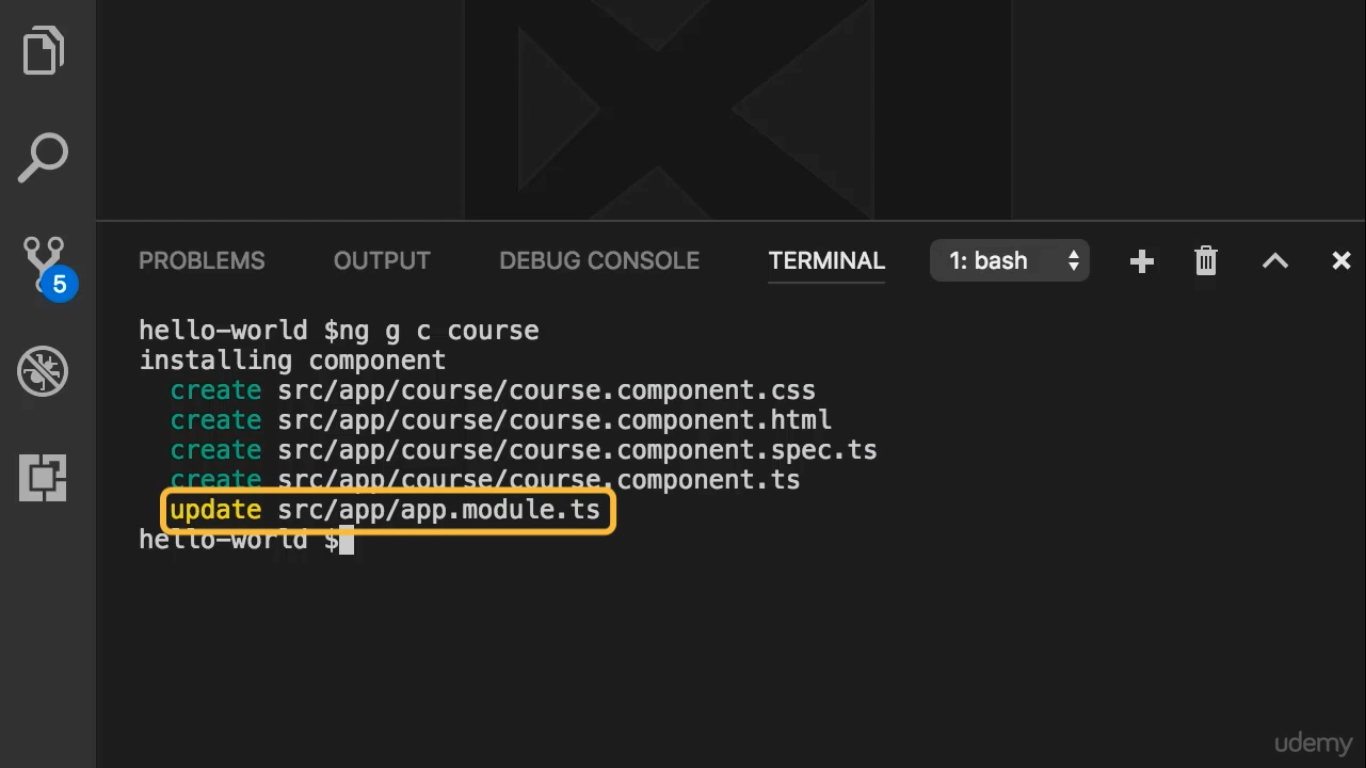 5
PROBLEMS OUTPUT DEBUG CONSOLE TERMINAL 1: bash
hello-world $ng g c course
installing component
create src/app/course/course.component.css
create src/app/course/course.component.html
create src/app/course/course.component.spec.ts
create src/app/course/course.component.ts
update src/app/app.module.ts
hello-world $
udemy